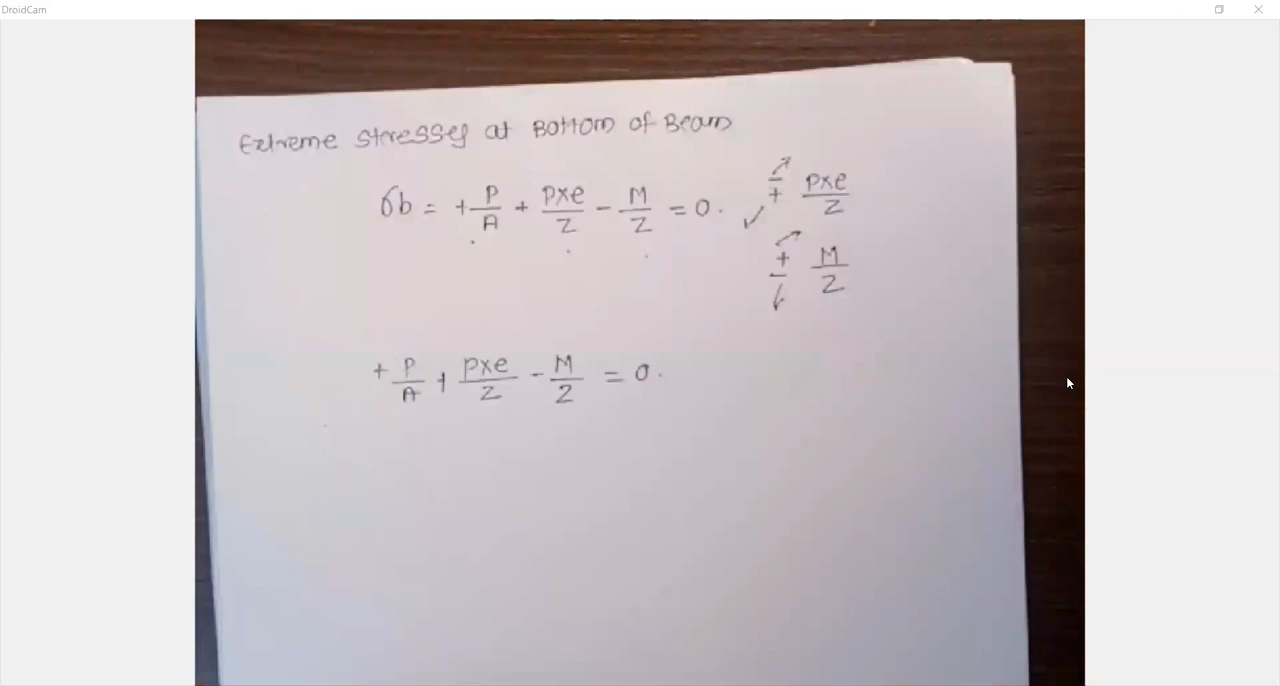 DroidCam
Extreme stresses at Bottom of Beam
σb = + P/A + P×e/Z - M/Z = 0.
∓ P×e/Z
± M/Z
+ P/A + P×e/Z - M/Z = 0.